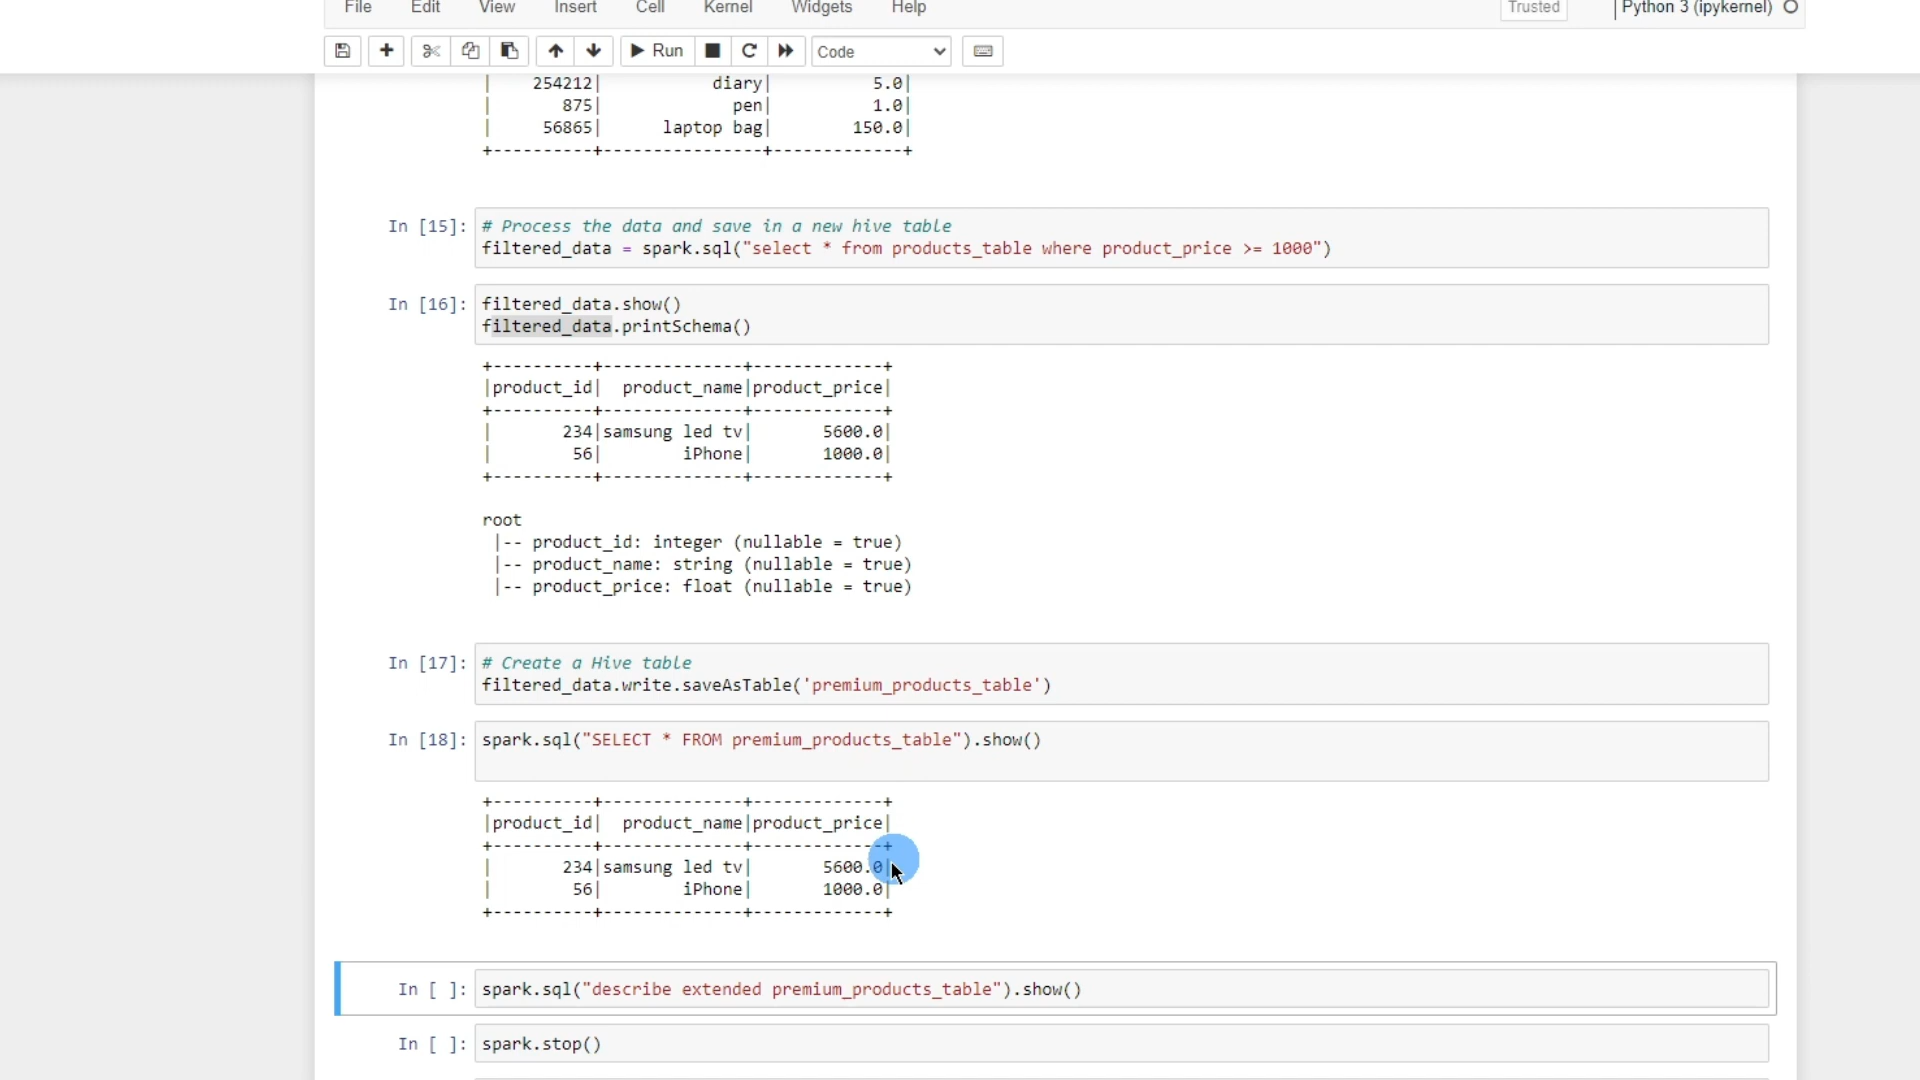 File Edit View Insert Cell Kernel Widgets Help Trusted Python 3 (ipykernel)
Run Code
| 254212| diary| 5.0|
| 875| pen| 1.0|
| 56865| laptop bag| 150.0|
+----------+----------------+-------------+
In [15]: # Process the data and save in a new hive table
filtered_data = spark.sql("select * from products_table where product_price >= 1000")
In [16]: filtered_data.show()
filtered_data.printSchema()
+----------+--------------+-------------+
|product_id| product_name|product_price|
+----------+--------------+-------------+
| 234|samsung led tv| 5600.0|
| 56| iPhone| 1000.0|
+----------+--------------+-------------+
root
|-- product_id: integer (nullable = true)
|-- product_name: string (nullable = true)
|-- product_price: float (nullable = true)
In [17]: # Create a Hive table
filtered_data.write.saveAsTable('premium_products_table')
In [18]: spark.sql("SELECT * FROM premium_products_table").show()
+----------+--------------+-------------+
|product_id| product_name|product_price|
+----------+--------------+-------------+
| 234|samsung led tv| 5600.0|
| 56| iPhone| 1000.0|
+----------+--------------+-------------+
In [ ]: spark.sql("describe extended premium_products_table").show()
In [ ]: spark.stop()